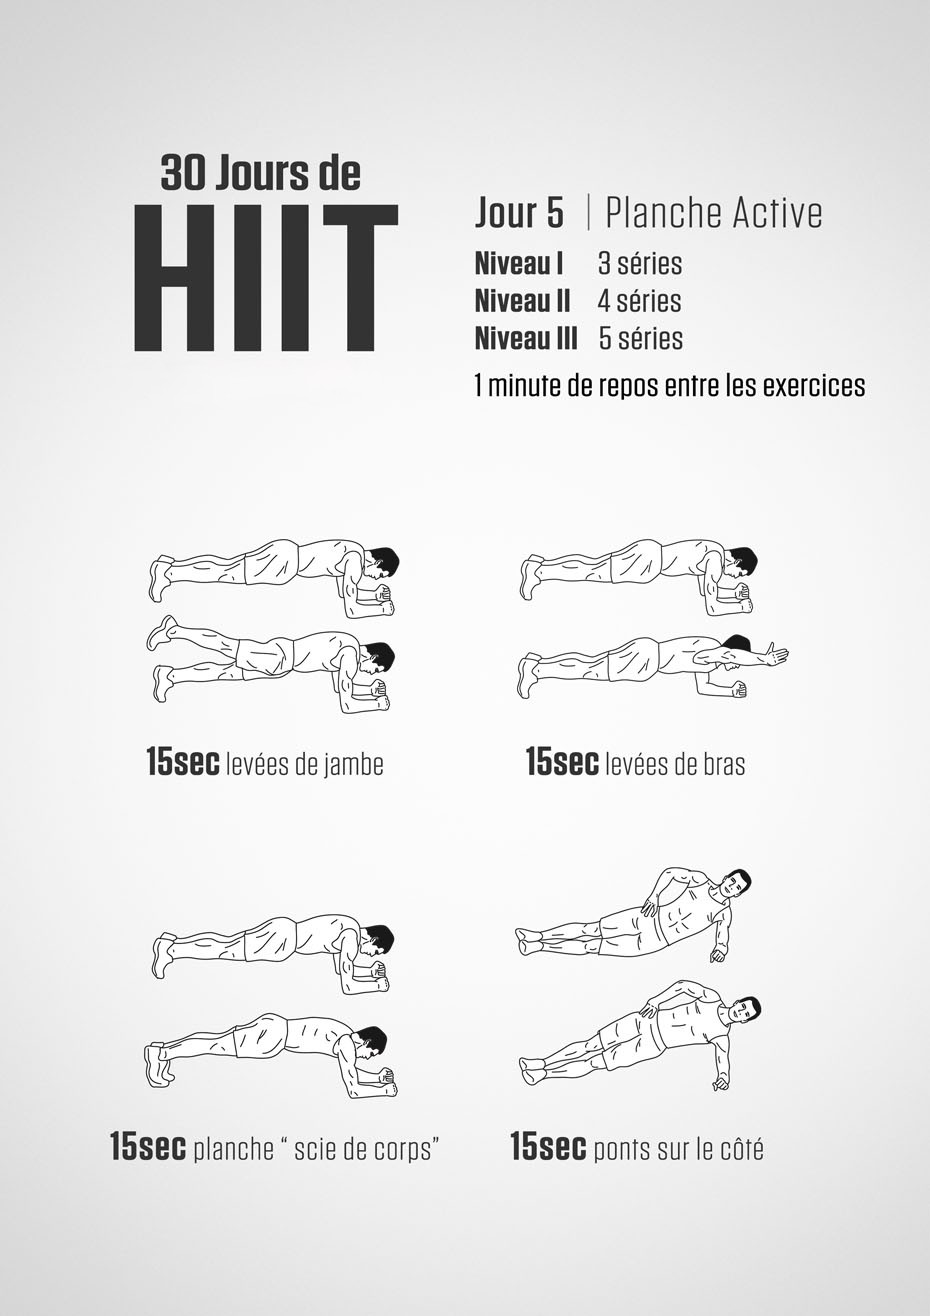 30 Jours de
HIIT
Jour 5 | Planche Active
Niveau I 3 séries
Niveau II 4 séries
Niveau III 5 séries
1 minute de repos entre les exercices
15sec levées de jambe
15sec levées de bras
15sec planche “ scie de corps”
15sec ponts sur le côté